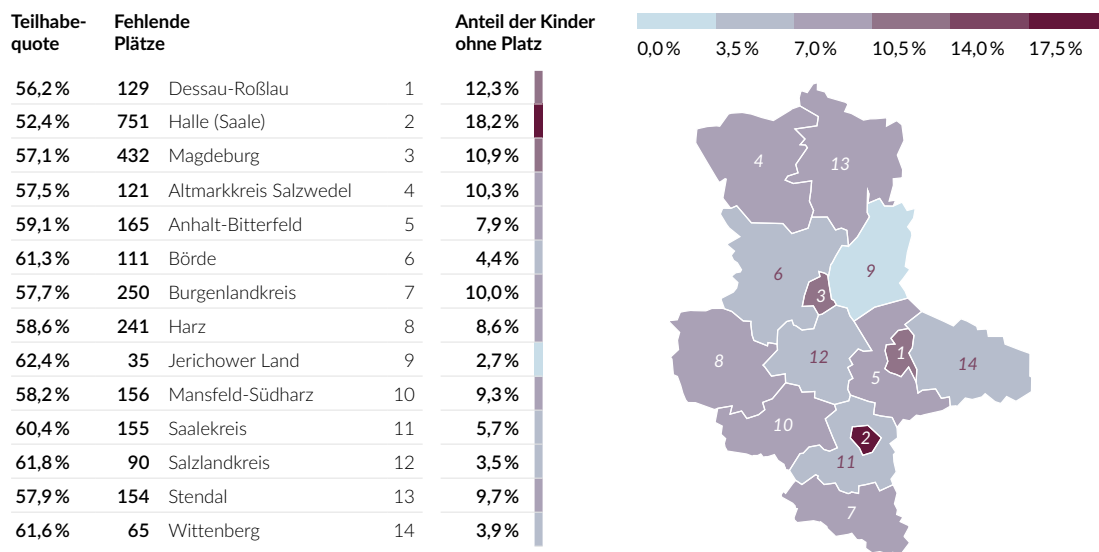 Teilhabe-
quote
Fehlende
Plätze
Anteil der Kinder
ohne Platz
56,2 % 129 Dessau-Roßlau 1 12,3 %
52,4 % 751 Halle (Saale) 2 18,2 %
57,1 % 432 Magdeburg 3 10,9 %
57,5 % 121 Altmarkkreis Salzwedel 4 10,3 %
59,1 % 165 Anhalt-Bitterfeld 5 7,9 %
61,3 % 111 Börde 6 4,4 %
57,7 % 250 Burgenlandkreis 7 10,0 %
58,6 % 241 Harz 8 8,6 %
62,4 % 35 Jerichower Land 9 2,7 %
58,2 % 156 Mansfeld-Südharz 10 9,3 %
60,4 % 155 Saalekreis 11 5,7 %
61,8 % 90 Salzlandkreis 12 3,5 %
57,9 % 154 Stendal 13 9,7 %
61,6 % 65 Wittenberg 14 3,9 %
0,0 % 3,5 % 7,0 % 10,5 % 14,0 % 17,5 %
4
13
6
9
3
8
12
1
5
14
10
2
11
7